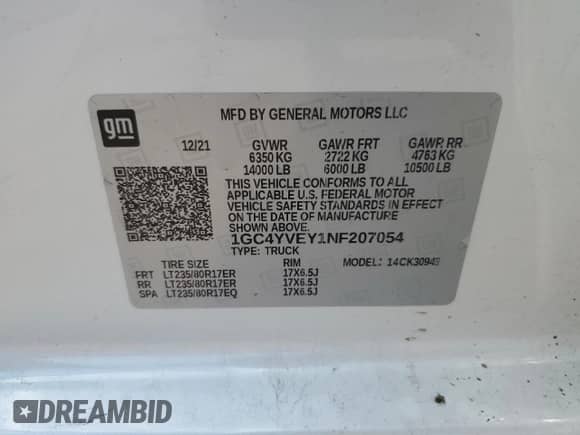 gm
MFD BY GENERAL MOTORS LLC
12/21 GVWR GAWR FRT GAWR RR
6350 KG 2722 KG 4763 KG
14000 LB 6000 LB 10500 LB
THIS VEHICLE CONFORMS TO ALL
APPLICABLE U.S. FEDERAL MOTOR
VEHICLE SAFETY STANDARDS IN EFFECT
ON THE DATE OF MANUFACTURE
SHOWN ABOVE.
1GC4YVEY1NF207054
TYPE: TRUCK
TIRE SIZE RIM MODEL: 14CK30943
FRT LT235/80R17ER 17X6.5J
RR LT235/80R17ER 17X6.5J
SPA LT235/80R17EQ 17X6.5J
DREAMBID